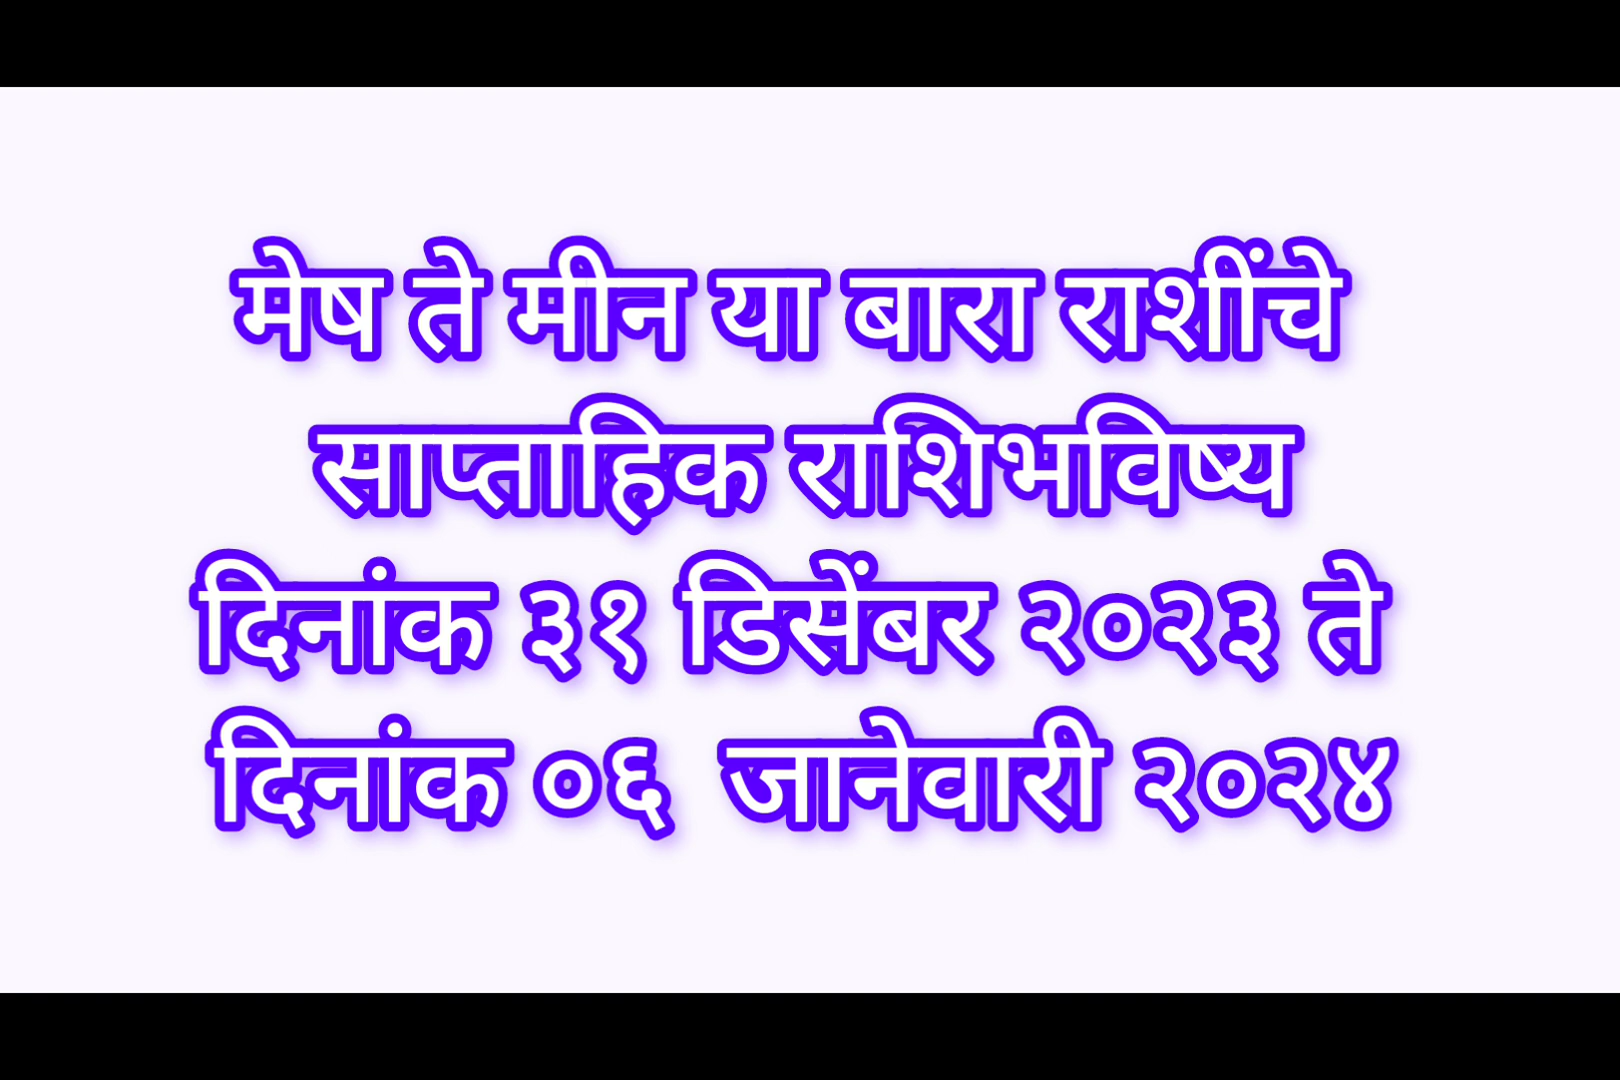 मेष ते मीन या बारा राशींचे
साप्ताहिक राशिभविष्य
दिनांक ३१ डिसेंबर २०२३ ते
दिनांक ०६ जानेवारी २०२४